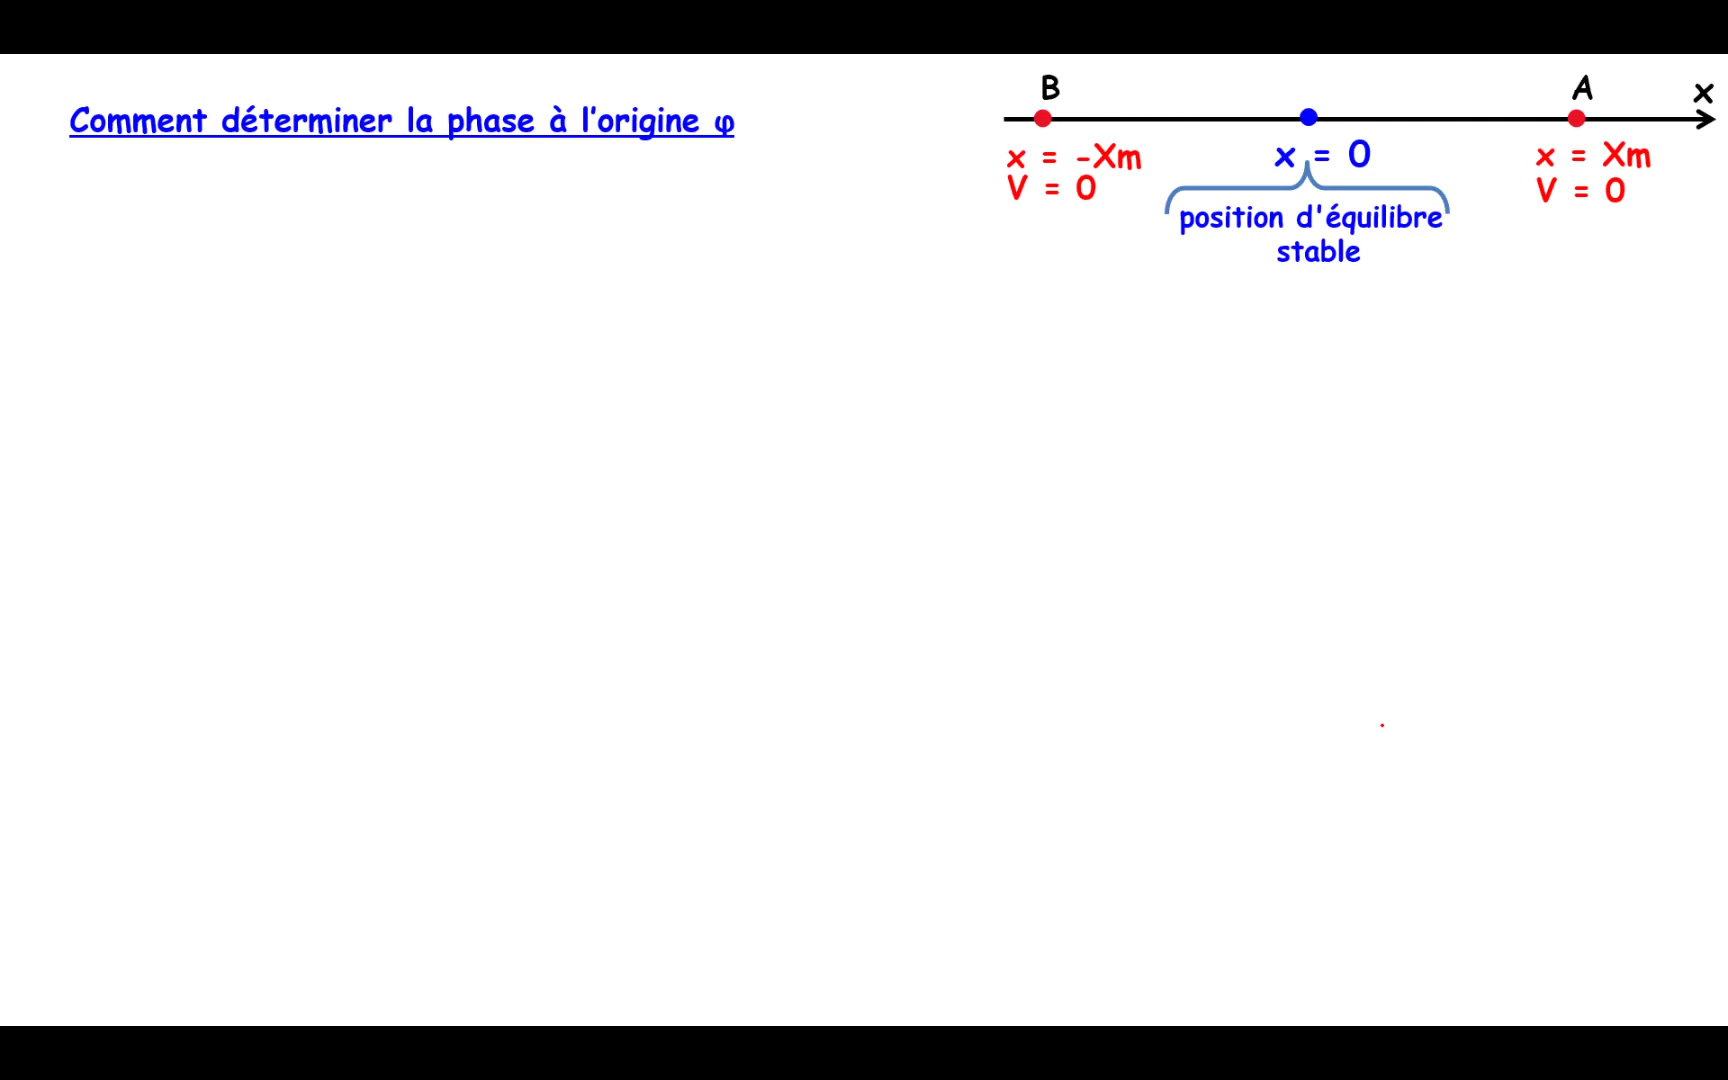 Comment déterminer la phase à l'origine φ
B
A
x
x = -Xm
V = 0
x = 0
x = Xm
V = 0
position d'équilibre
stable